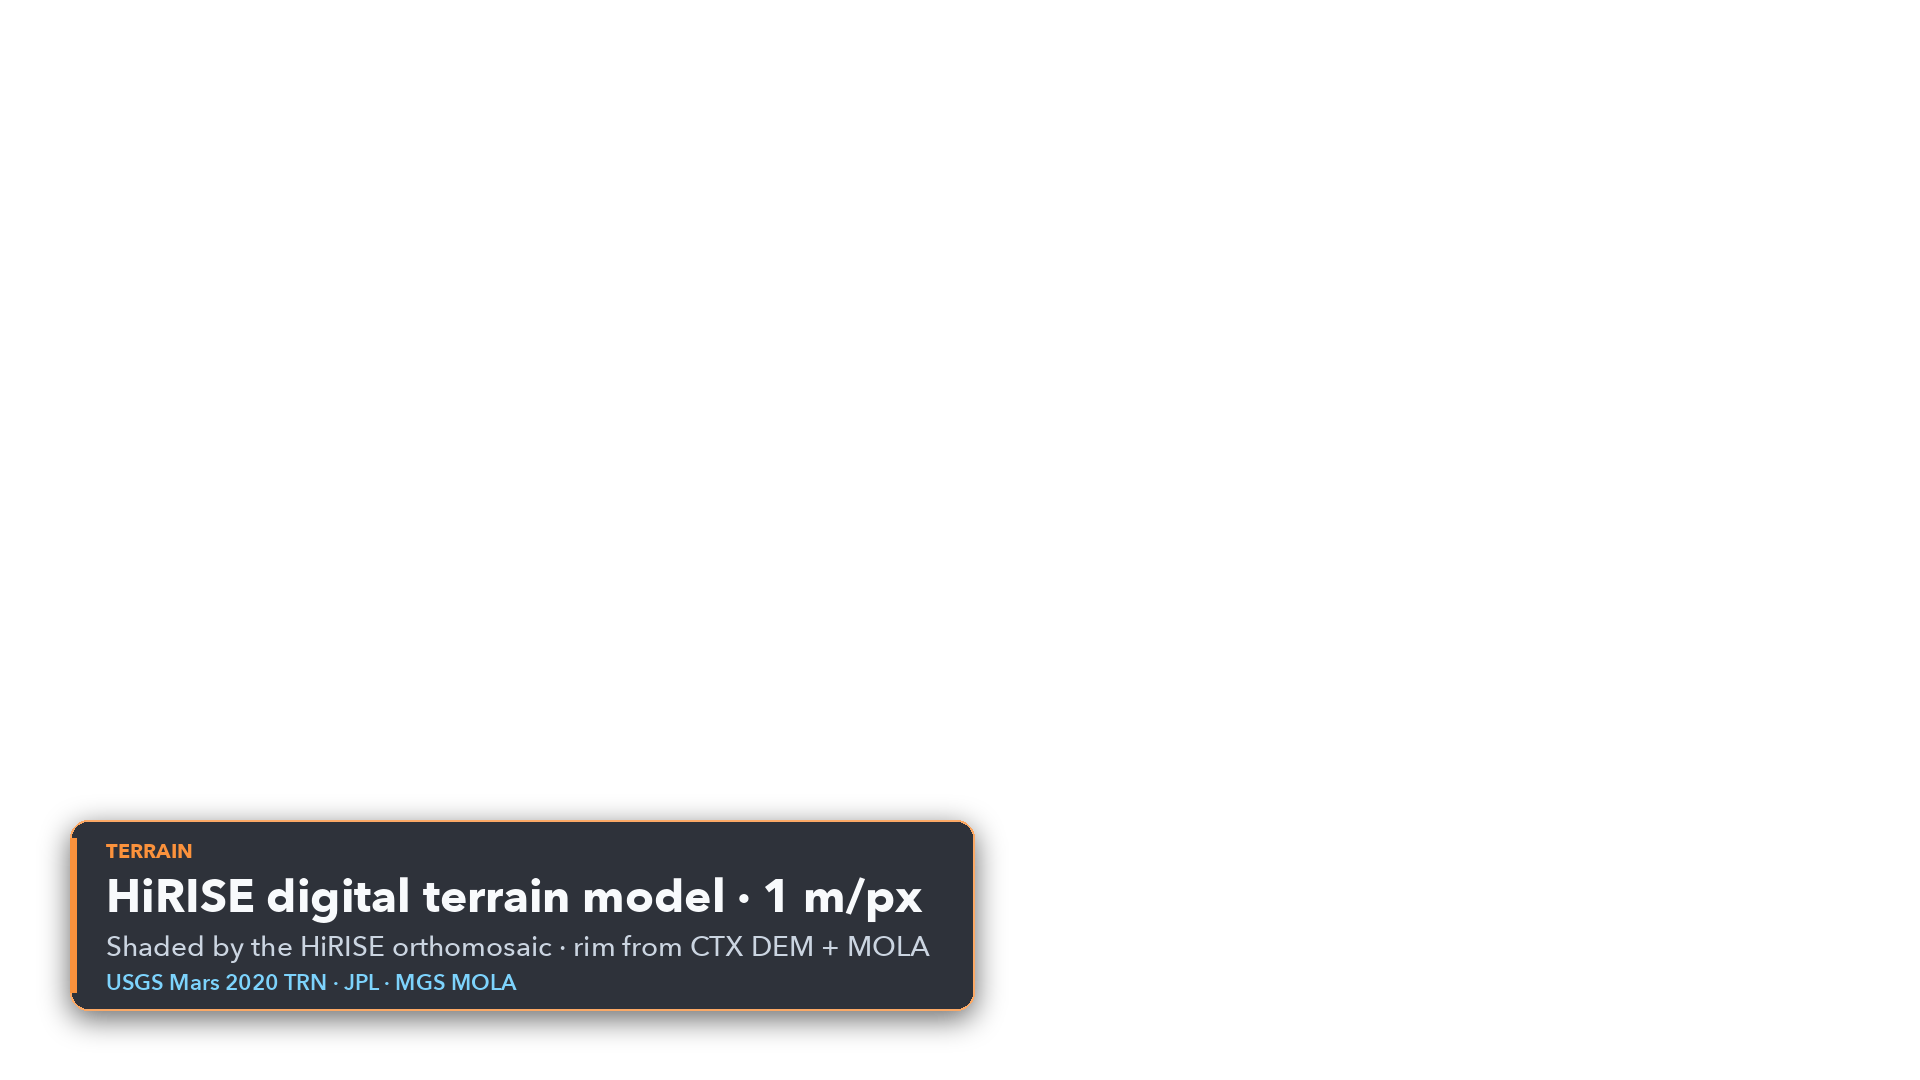 TERRAIN
HiRISE digital terrain model · 1 m/px
Shaded by the HiRISE orthomosaic · rim from CTX DEM + MOLA
USGS Mars 2020 TRN · JPL · MGS MOLA